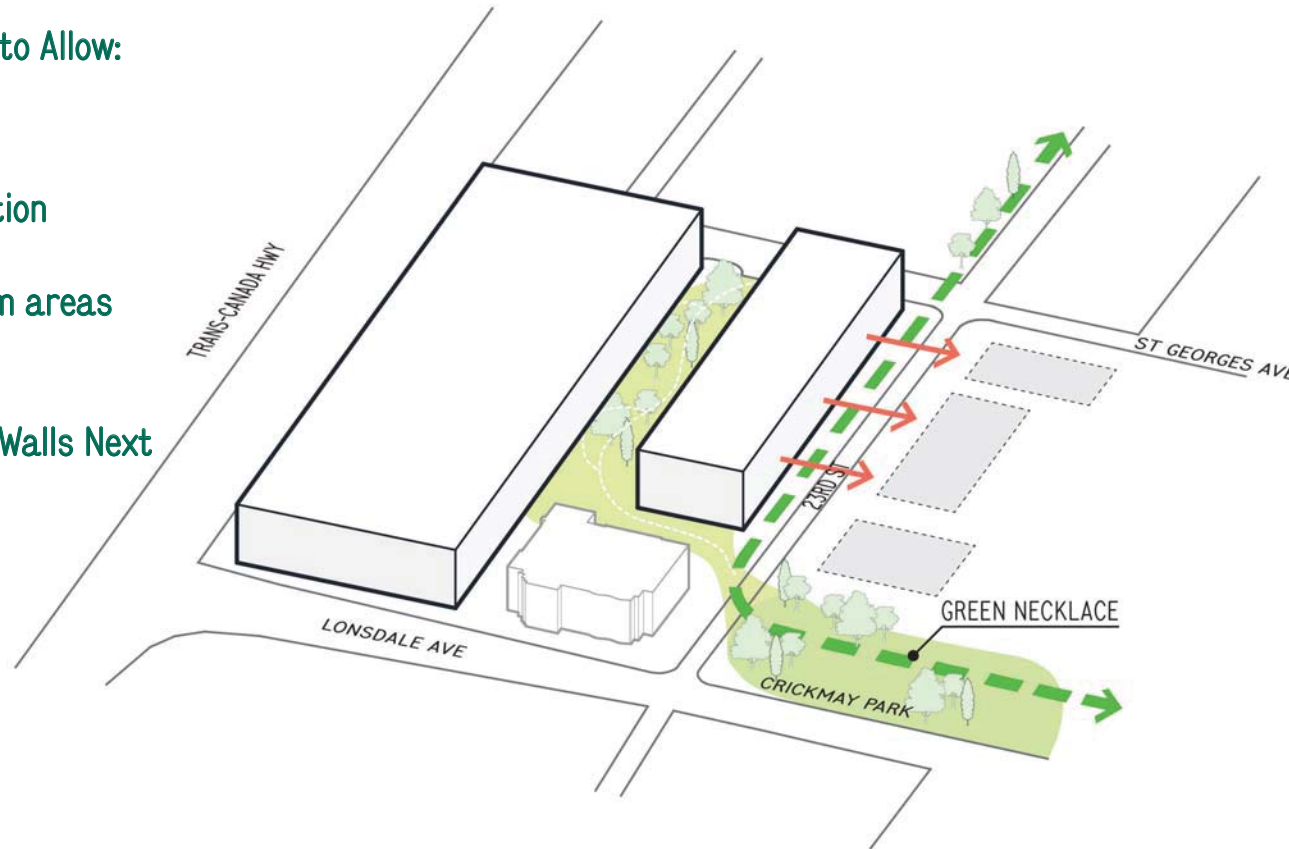 to Allow:
tion
m areas
Walls Next
TRANS-CANADA HWY
ST GEORGES AVE
23RD ST
GREEN NECKLACE
LONSDALE AVE
CRICKMAY PARK